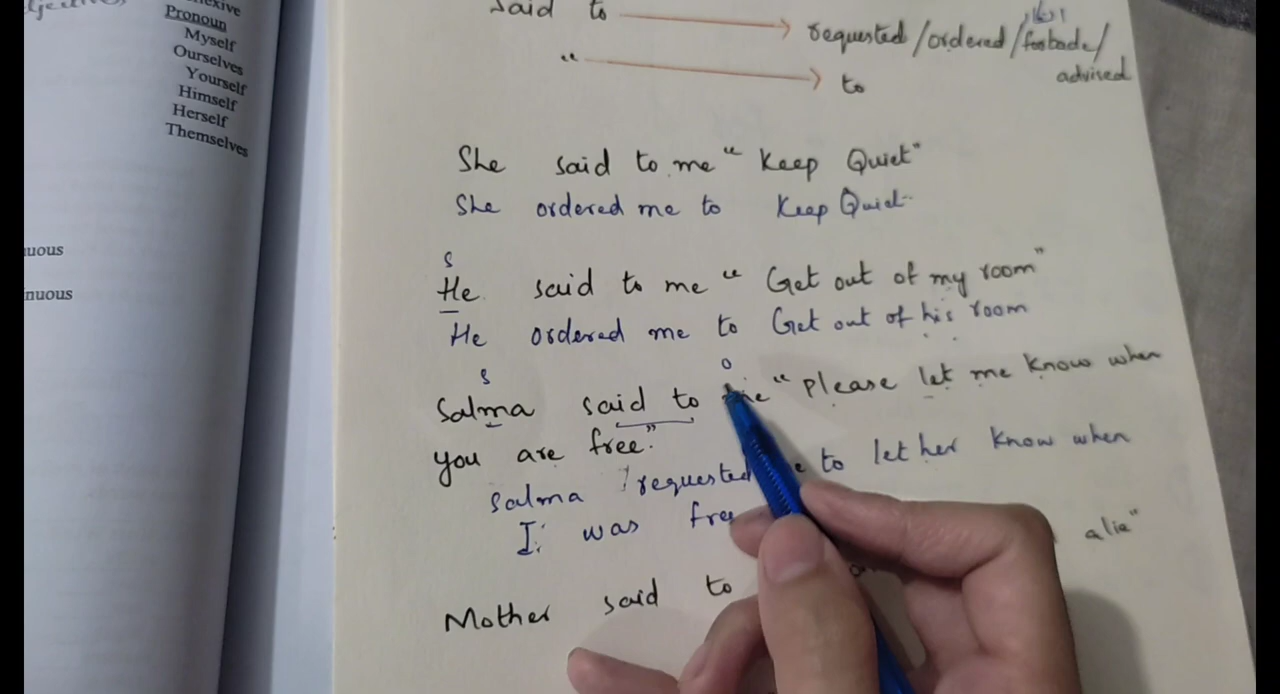 Pronoun
Myself
Ourselves
Yourself
Himself
Herself
Themselves
uous
nuous
said to → requested/ordered/forbade/
advised
" → to
She said to me " Keep Quiet"
She ordered me to Keep Quiet.
S
He said to me " Get out of my room"
He ordered me to Get out of his room
S O
Salma said to me " please let me know when
you are free."
Salma requested to let her know when
I was free
Mother said to a lie"